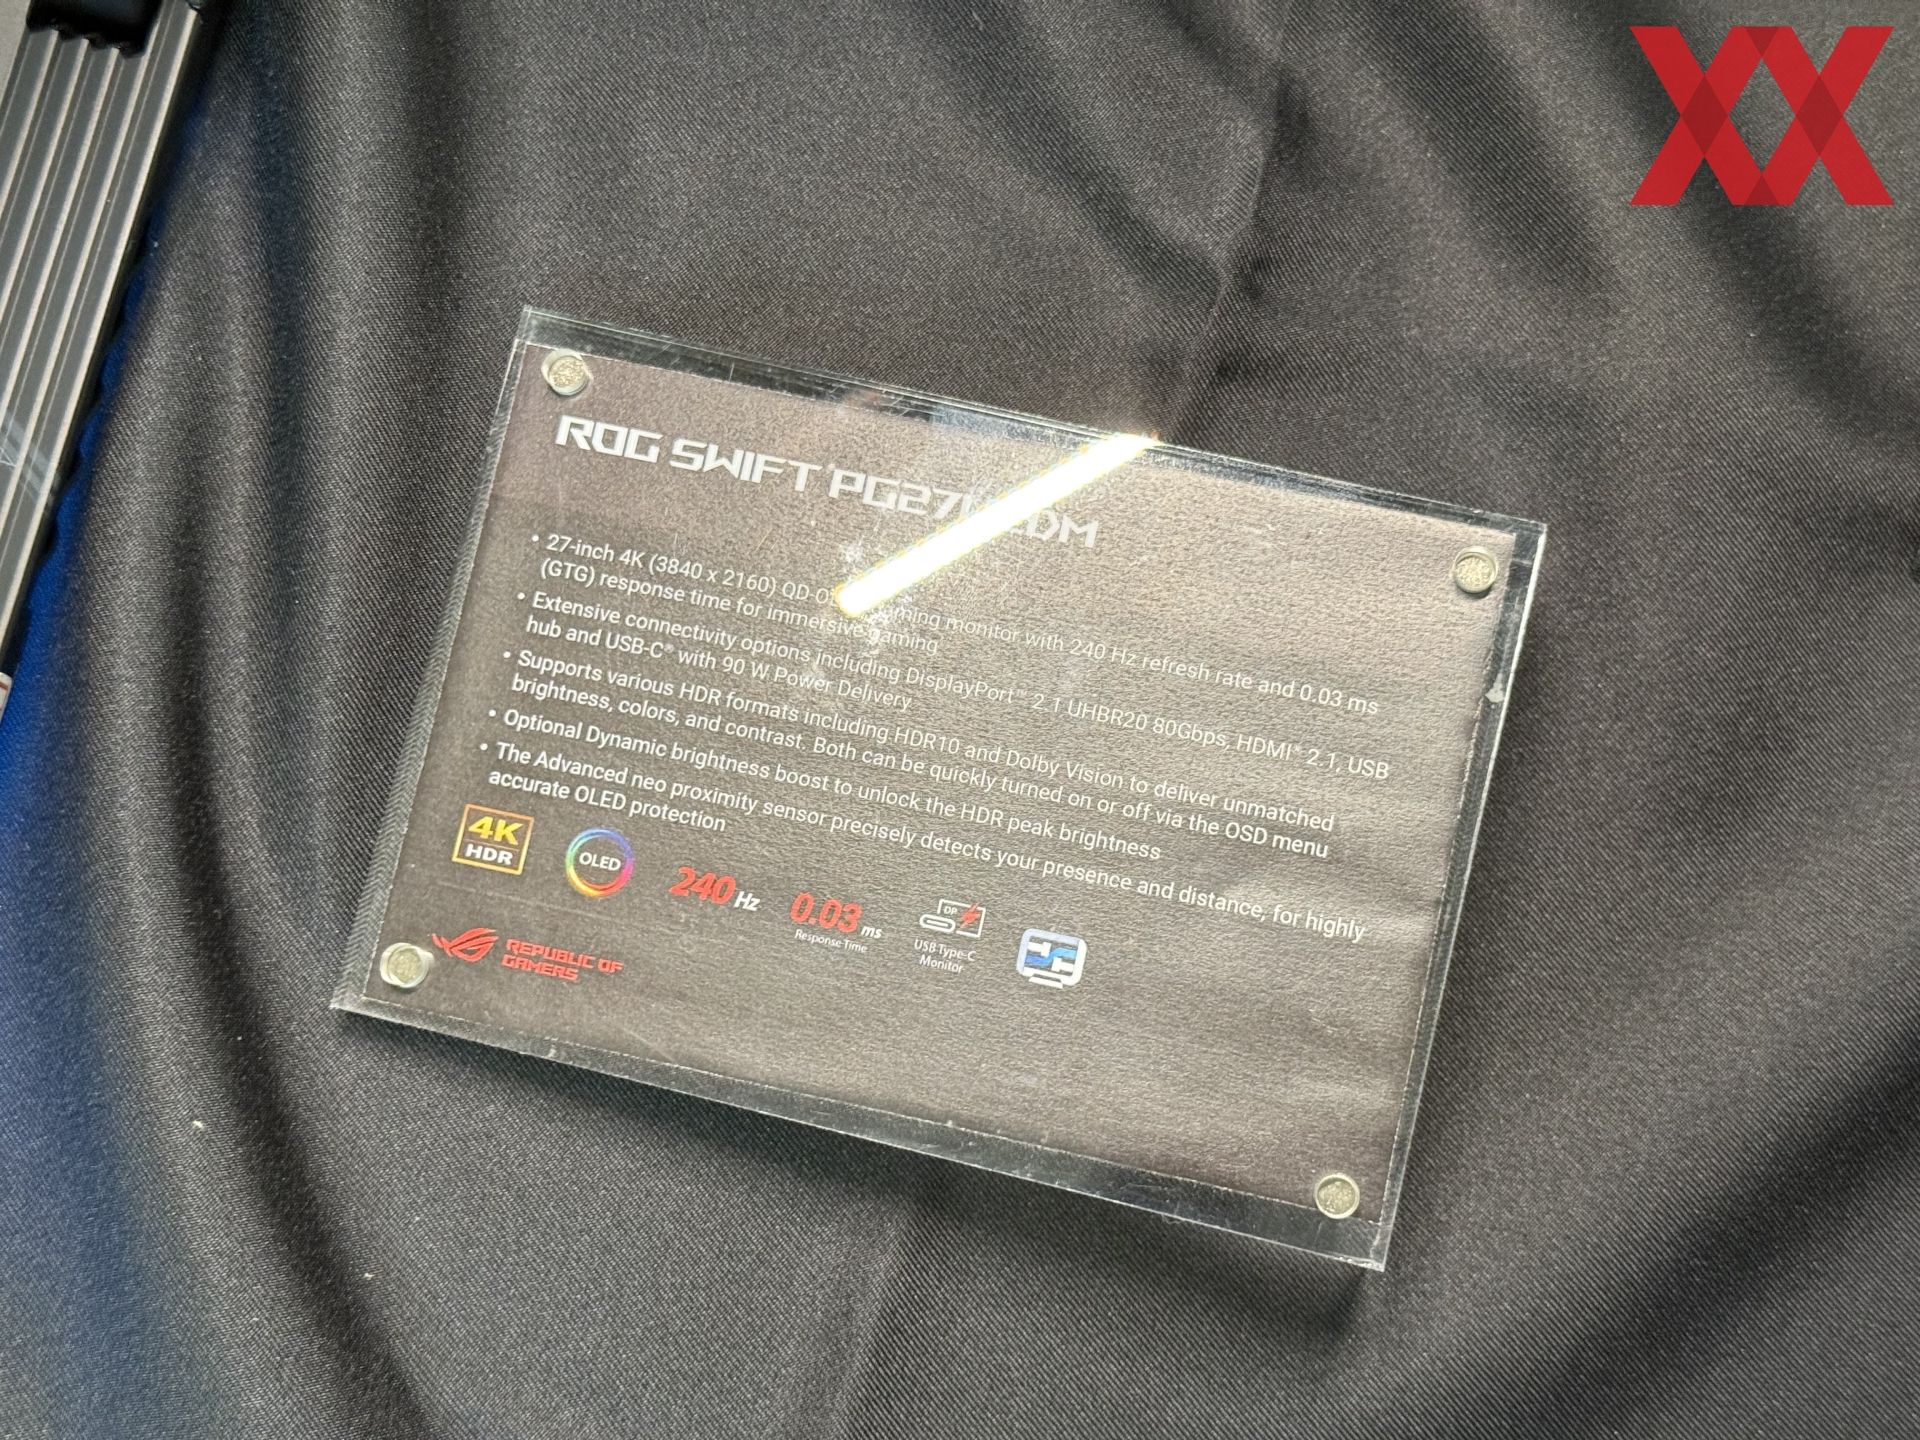 ROG SWIFT
• 27-inch 4K (3840 x 2160) gaming monitor with 240 Hz refresh rate and 0.03 ms
(GTG) response time for immersive gaming
• Extensive connectivity options including DisplayPort™ 2.1 UHBR20 80Gbps, HDMI® 2.1, USB
hub and USB-C® with 90 W Power Delivery
• Supports various HDR formats including HDR10 and Dolby Vision to deliver unmatched
brightness, colors, and contrast. Both can be quickly turned on or off via the OSD menu
• Optional Dynamic brightness boost to unlock the HDR peak brightness
• The Advanced neo proximity sensor precisely detects your presence and distance, for highly
accurate OLED protection
4K
HDR
OLED
240 Hz
0.03 ms
Response Time
DP
USB Type-C
Monitor
REPUBLIC OF
GAMERS